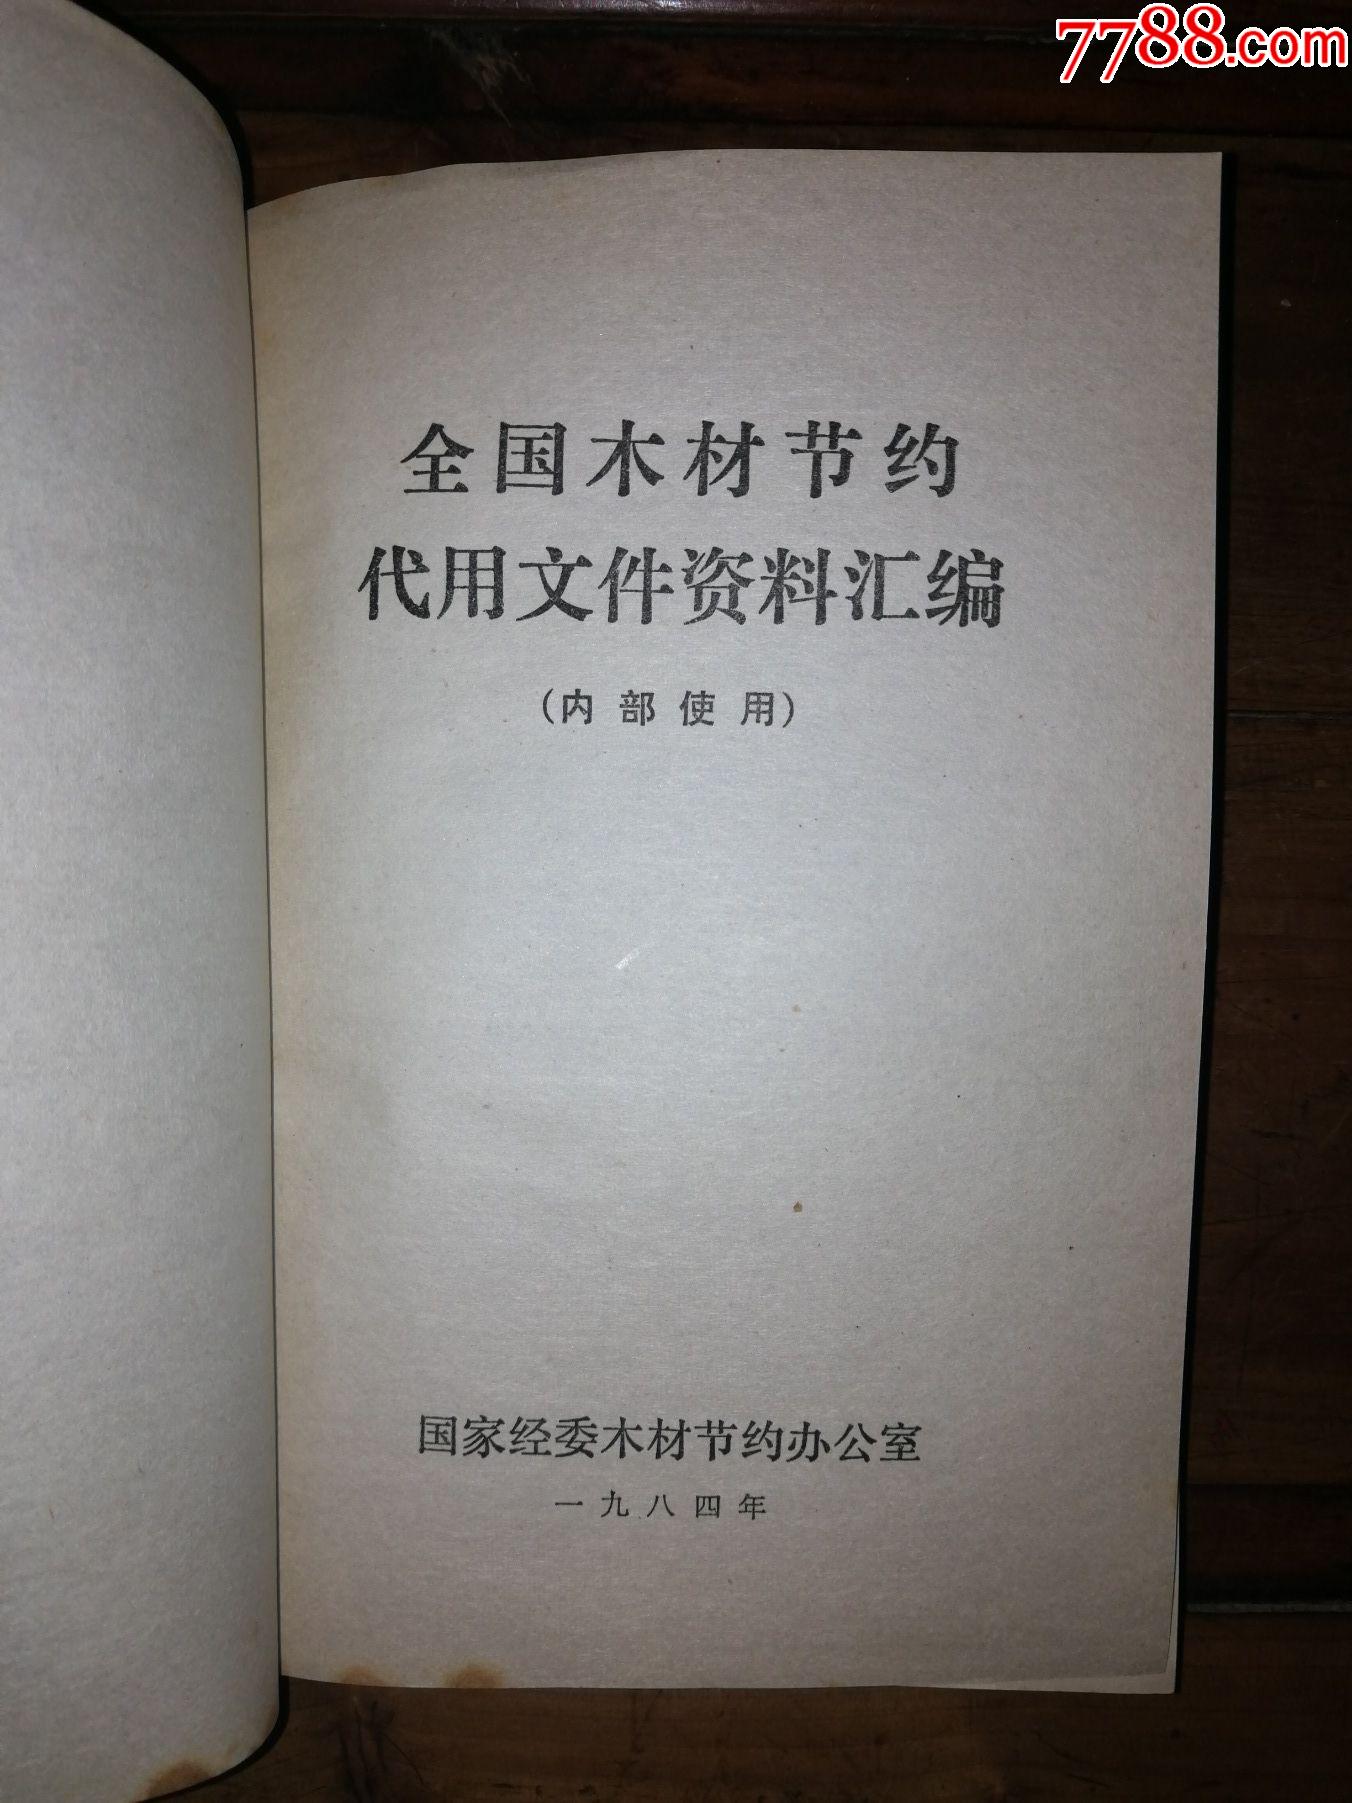 7788.com
全国木材节约
代用文件资料汇编
(内部使用)
国家经委木材节约办公室
一九八四年